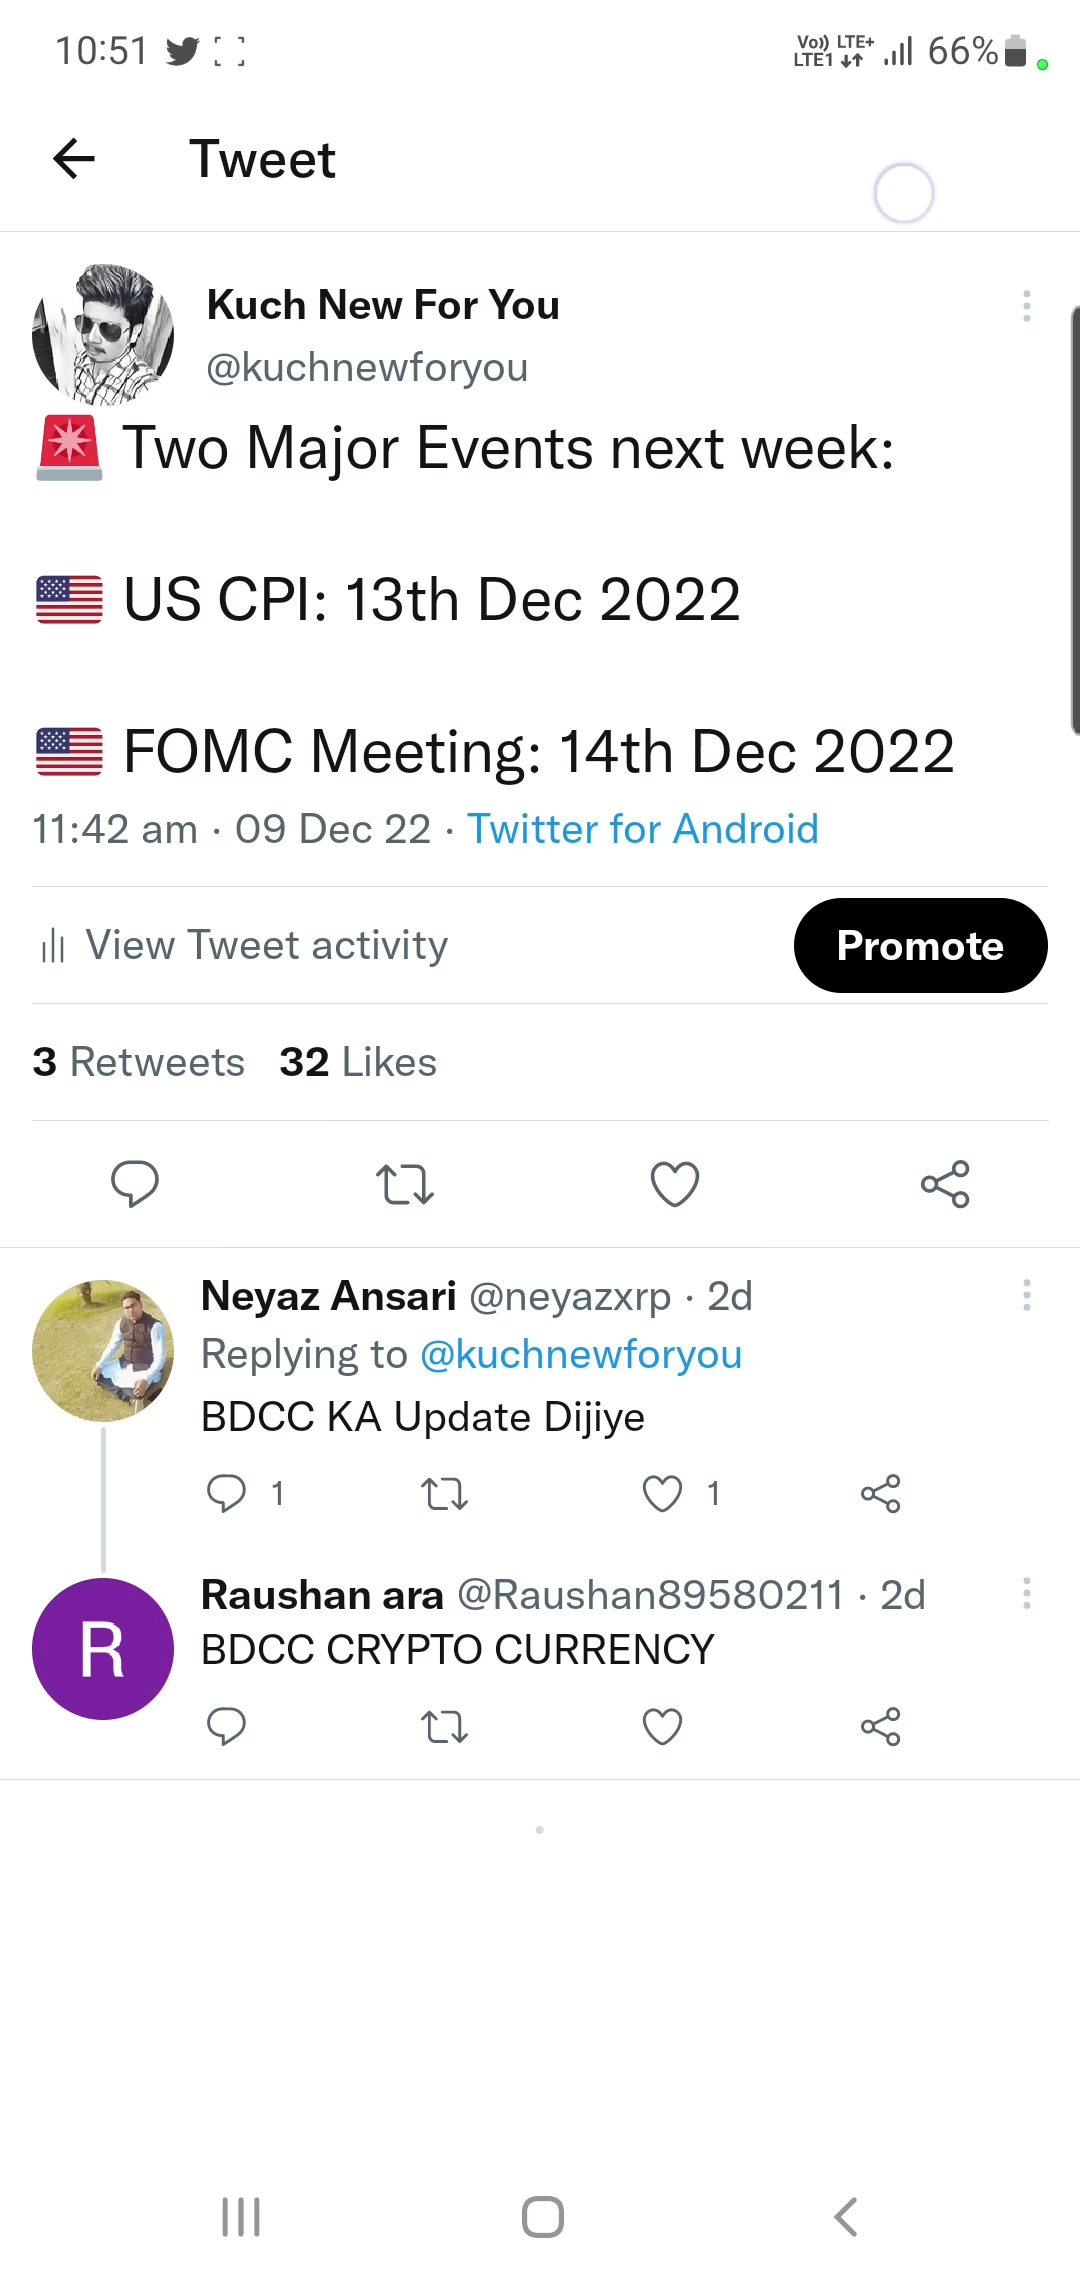 10:51
Vo)) LTE+
LTE1
66%
Tweet
Kuch New For You
@kuchnewforyou
Two Major Events next week:
US CPI: 13th Dec 2022
FOMC Meeting: 14th Dec 2022
11:42 am · 09 Dec 22 · Twitter for Android
View Tweet activity
Promote
3 Retweets 32 Likes
Neyaz Ansari @neyazxrp · 2d
Replying to @kuchnewforyou
BDCC KA Update Dijiye
1 1
R
Raushan ara @Raushan89580211 · 2d
BDCC CRYPTO CURRENCY